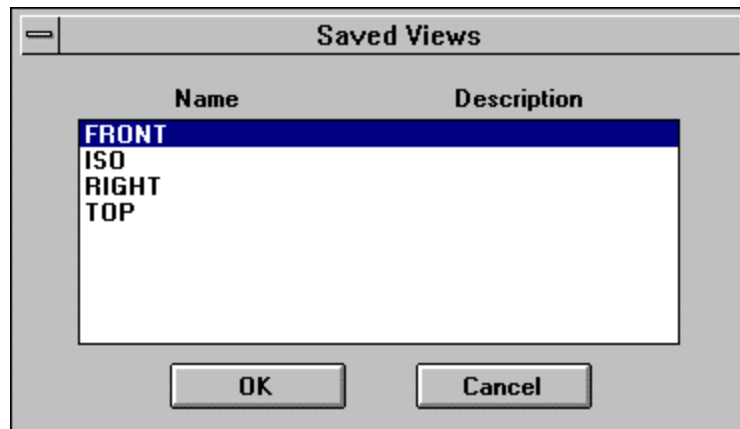 Saved Views
Name Description
FRONT
ISO
RIGHT
TOP
OK Cancel